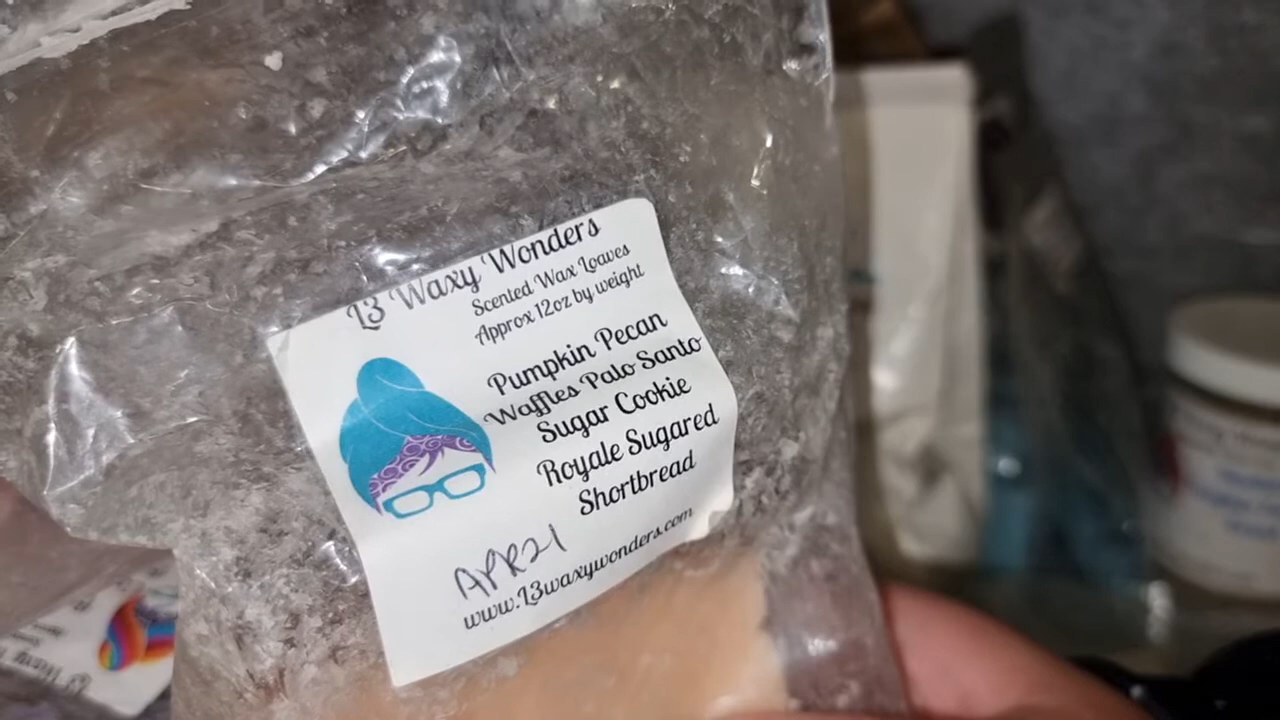 L3 Waxy Wonders
Scented Wax Loaves
Approx 12oz by weight
Pumpkin Pecan
Waffles Palo Santo
Sugar Cookie
Royale Sugared
Shortbread
APR21
www.L3waxywonders.com